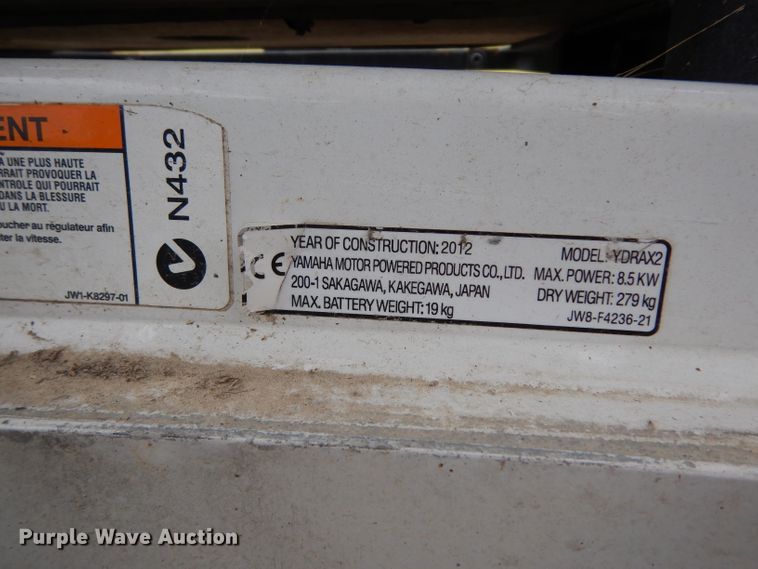 ENT
A UNE PLUS HAUTE
RRAIT PROVOQUER LA
NTROLE QUI POURRAIT
DANS LA BLESSURE
U LA MORT.
oucher au régulateur afin
ter la vitesse.
JW1-K8297-01
N432
CE
YEAR OF CONSTRUCTION: 2012 MODEL: YDRAX2
YAMAHA MOTOR POWERED PRODUCTS CO., LTD. MAX. POWER: 8.5 KW
200-1 SAKAGAWA, KAKEGAWA, JAPAN DRY WEIGHT: 279 kg
MAX. BATTERY WEIGHT: 19 kg JW8-F4236-21
Purple Wave Auction